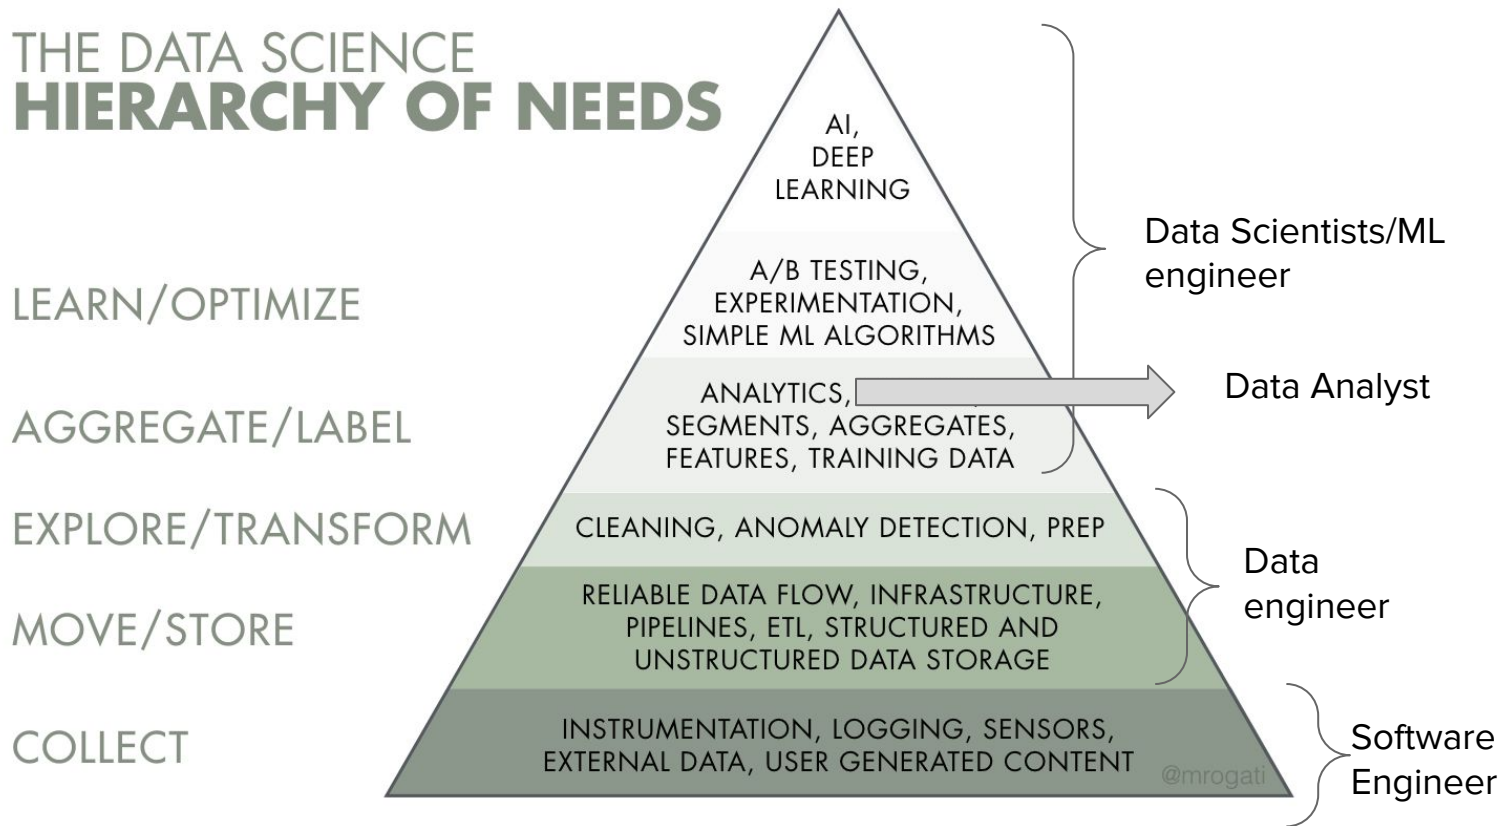 THE DATA SCIENCE
HIERARCHY OF NEEDS
AI,
DEEP
LEARNING
LEARN/OPTIMIZE
A/B TESTING,
EXPERIMENTATION,
SIMPLE ML ALGORITHMS
Data Scientists/ML
engineer
AGGREGATE/LABEL
ANALYTICS,
SEGMENTS, AGGREGATES,
FEATURES, TRAINING DATA
Data Analyst
EXPLORE/TRANSFORM
CLEANING, ANOMALY DETECTION, PREP
MOVE/STORE
RELIABLE DATA FLOW, INFRASTRUCTURE,
PIPELINES, ETL, STRUCTURED AND
UNSTRUCTURED DATA STORAGE
Data
engineer
COLLECT
INSTRUMENTATION, LOGGING, SENSORS,
EXTERNAL DATA, USER GENERATED CONTENT
@mrogati
Software
Engineer